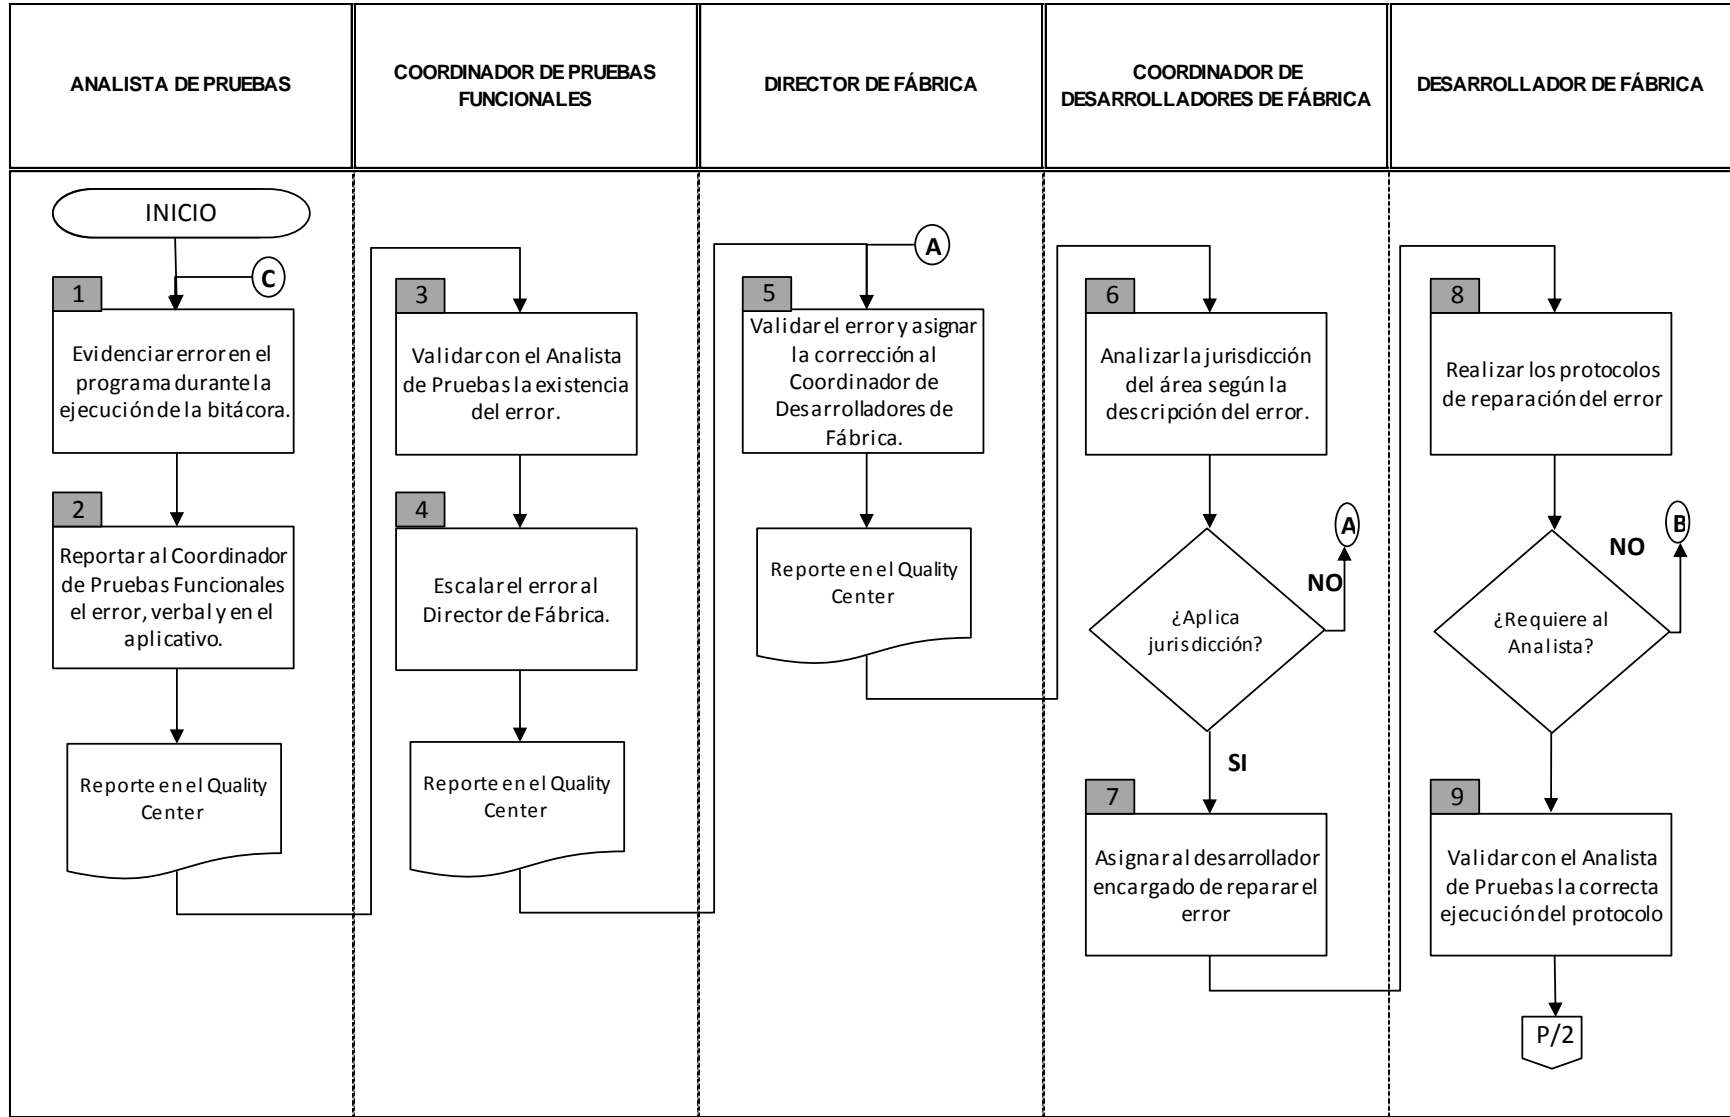 ANALISTA DE PRUEBAS
COORDINADOR DE PRUEBAS
FUNCIONALES
DIRECTOR DE FÁBRICA
COORDINADOR DE
DESARROLLADORES DE FÁBRICA
DESARROLLADOR DE FÁBRICA
INICIO
C
1
Evidenciar error en el
programa durante la
ejecución de la bitácora.
2
Reportar al Coordinador
de Pruebas Funcionales
el error, verbal y en el
aplicativo.
Reporte en el Quality
Center
3
Validar con el Analista
de Pruebas la existencia
del error.
4
Escalar el error al
Director de Fábrica.
Reporte en el Quality
Center
A
5
Validar el error y asignar
la corrección al
Coordinador de
Desarrolladores de
Fábrica.
Reporte en el Quality
Center
6
Analizar la jurisdicción
del área según la
descripción del error.
A
NO
¿Aplica
jurisdicción?
SI
7
Asignar al desarrollador
encargado de reparar el
error
8
Realizar los protocolos
de reparación del error
B
NO
¿Requiere al
Analista?
9
Validar con el Analista
de Pruebas la correcta
ejecución del protocolo
P/2